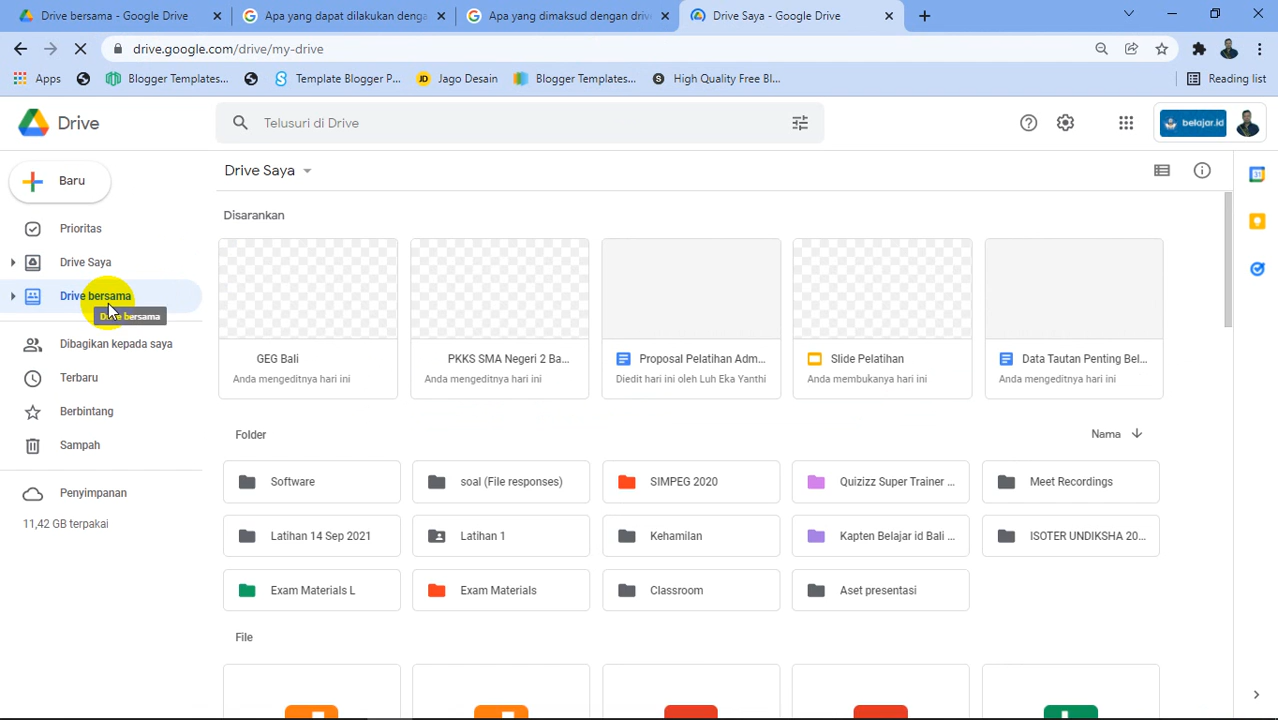 Drive bersama - Google Drive
Apa yang dapat dilakukan denga
Apa yang dimaksud dengan drive
Drive Saya - Google Drive
drive.google.com/drive/my-drive
Apps
Blogger Templates...
Template Blogger P...
JD Jago Desain
Blogger Templates...
S High Quality Free Bl...
Reading list
Drive
Telusuri di Drive
belajar.id
Baru
Drive Saya
Prioritas
Drive Saya
Drive bersama
Drive bersama
Dibagikan kepada saya
Terbaru
Berbintang
Sampah
Penyimpanan
11,42 GB terpakai
Disarankan
GEG Bali
Anda mengeditnya hari ini
PKKS SMA Negeri 2 Ba...
Anda mengeditnya hari ini
Proposal Pelatihan Adm...
Diedit hari ini oleh Luh Eka Yanthi
Slide Pelatihan
Anda membukanya hari ini
Data Tautan Penting Bel...
Anda mengeditnya hari ini
Folder
Nama
Software
soal (File responses)
SIMPEG 2020
Quizizz Super Trainer ...
Meet Recordings
Latihan 14 Sep 2021
Latihan 1
Kehamilan
Kapten Belajar id Bali ...
ISOTER UNDIKSHA 20...
Exam Materials L
Exam Materials
Classroom
Aset presentasi
File
31